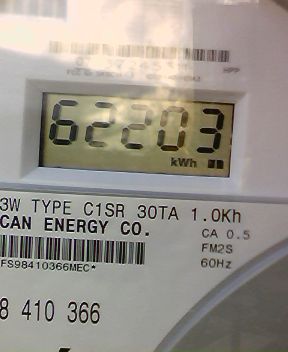 HPP
62203
kWh
3W TYPE C1SR 30TA 1.0Kh
CAN ENERGY CO.
CA 0.5
FM2S
60Hz
FS98410366MEC*
8 410 366